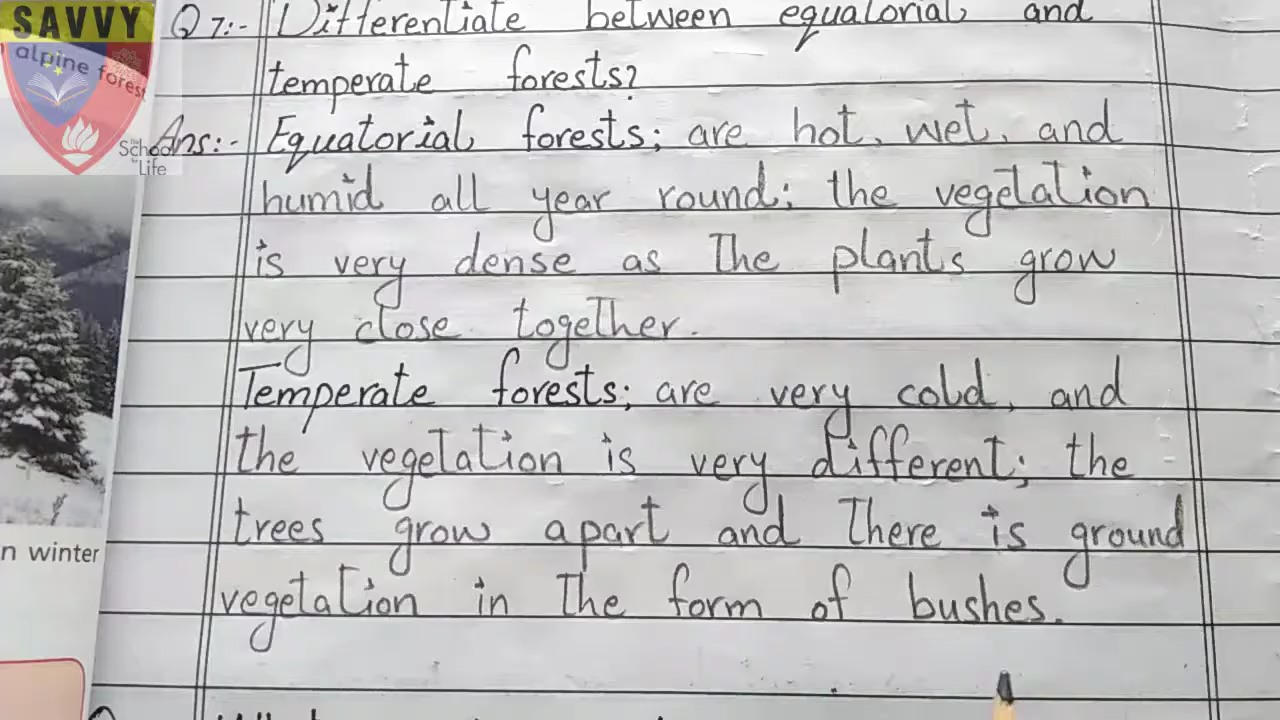 SAVVY
alpine forest
The School
for Life
Q 7:- Differentiate between equatorial and
temperate forests?
Ans:- Equatorial forests; are hot, wet, and
humid all year round; the vegetation
is very dense as the plants grow
very close together.
Temperate forests; are very cold, and
the vegetation is very different; the
trees grow apart and there is ground
vegetation in the form of bushes.
n winter